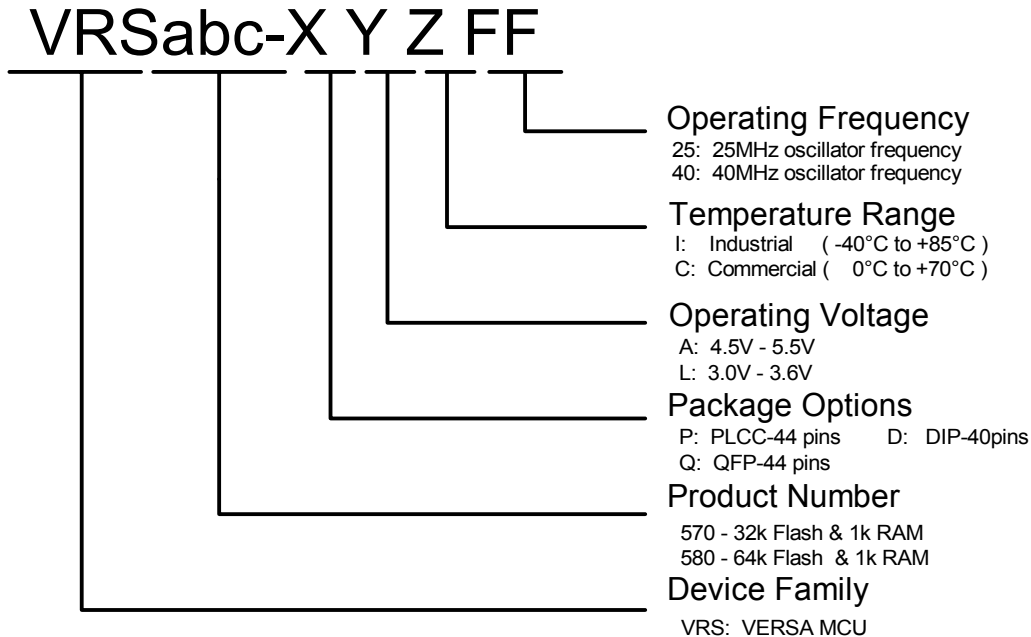 VRSabc-X Y Z FF
Operating Frequency
25: 25MHz oscillator frequency
40: 40MHz oscillator frequency
Temperature Range
I: Industrial ( -40°C to +85°C )
C: Commercial ( 0°C to +70°C )
Operating Voltage
A: 4.5V - 5.5V
L: 3.0V - 3.6V
Package Options
P: PLCC-44 pins D: DIP-40pins
Q: QFP-44 pins
Product Number
570 - 32k Flash & 1k RAM
580 - 64k Flash & 1k RAM
Device Family
VRS: VERSA MCU